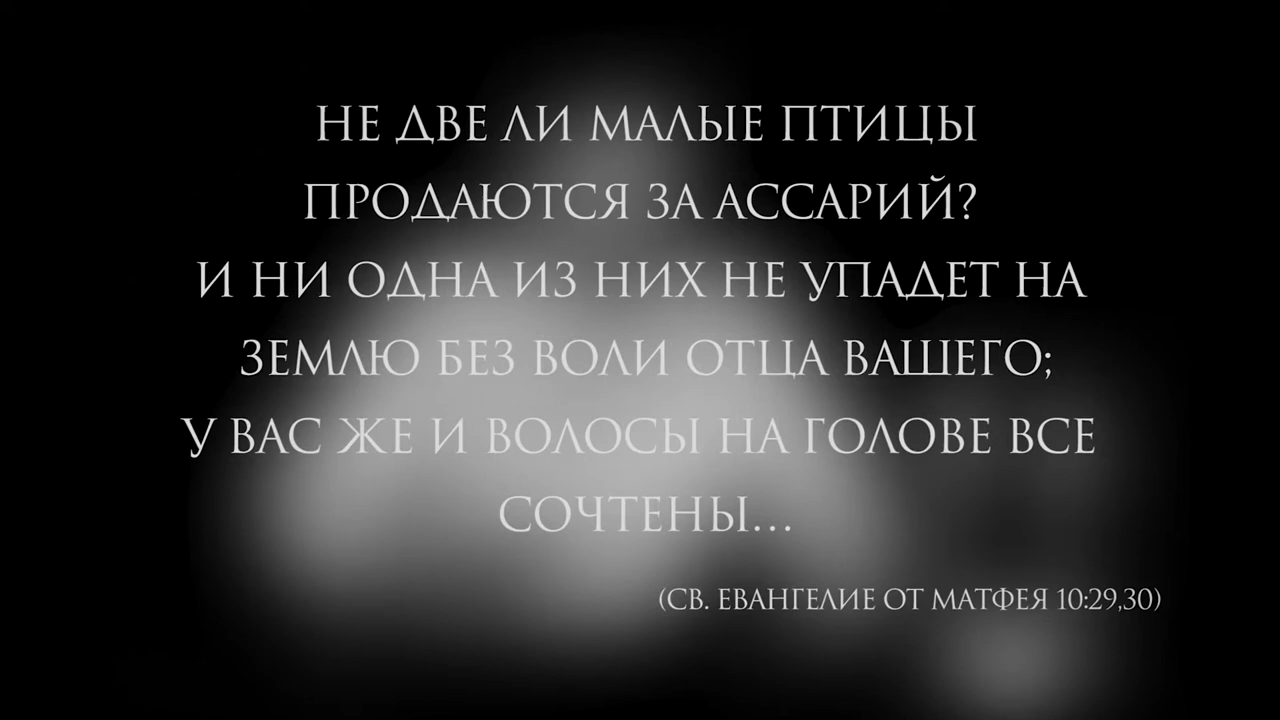 НЕ ДВЕ ЛИ МАЛЫЕ ПТИЦЫ
ПРОДАЮТСЯ ЗА АССАРИЙ?
И НИ ОДНА ИЗ НИХ НЕ УПАДЕТ НА
ЗЕМЛЮ БЕЗ ВОЛИ ОТЦА ВАШЕГО;
У ВАС ЖЕ И ВОЛОСЫ НА ГОЛОВЕ ВСЕ
СОЧТЕНЫ...
(СВ. ЕВАНГЕЛИЕ ОТ МАТФЕЯ 10:29,30)